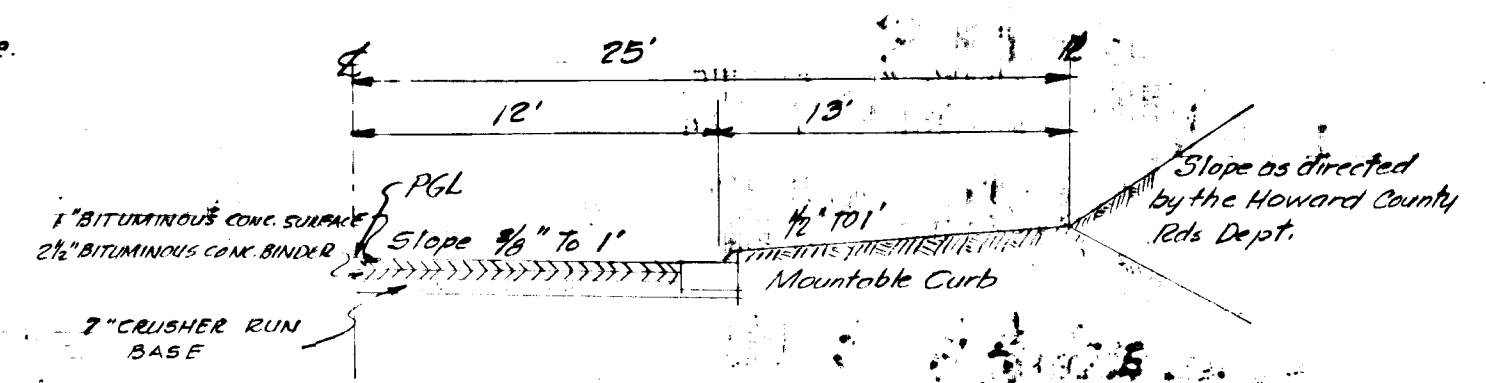 25'
12'
13'
PGL
1" BITUMINOUS CONC. SURFACE
2½" BITUMINOUS CONC. BINDER
Slope 3/8" To 1'
½" TO 1'
Slope as directed
by the Howard County
Rds Dept.
Mountable Curb
7" CRUSHER RUN
BASE